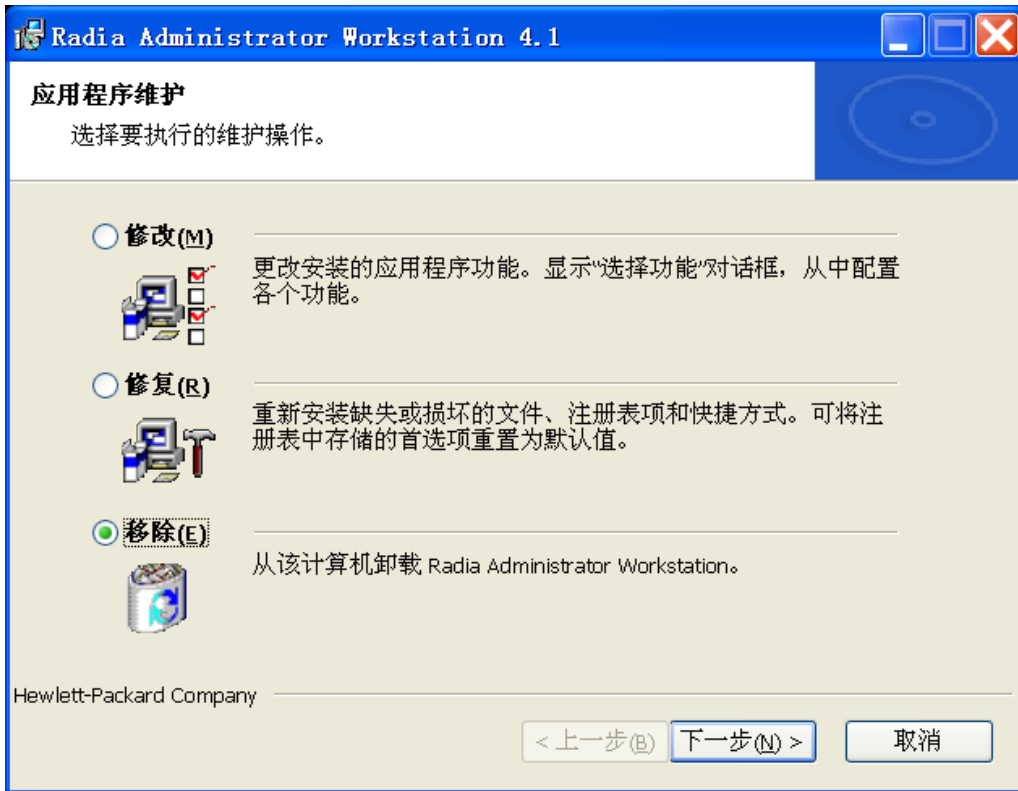 Radia Administrator Workstation 4.1
应用程序维护
选择要执行的维护操作。
修改(M)
更改安装的应用程序功能。显示“选择功能”对话框，从中配置
各个功能。
修复(R)
重新安装缺失或损坏的文件、注册表项和快捷方式。可将注
册表中存储的首选项重置为默认值。
移除(E)
从该计算机卸载 Radia Administrator Workstation。
Hewlett-Packard Company
< 上一步(B)
下一步(N) >
取消